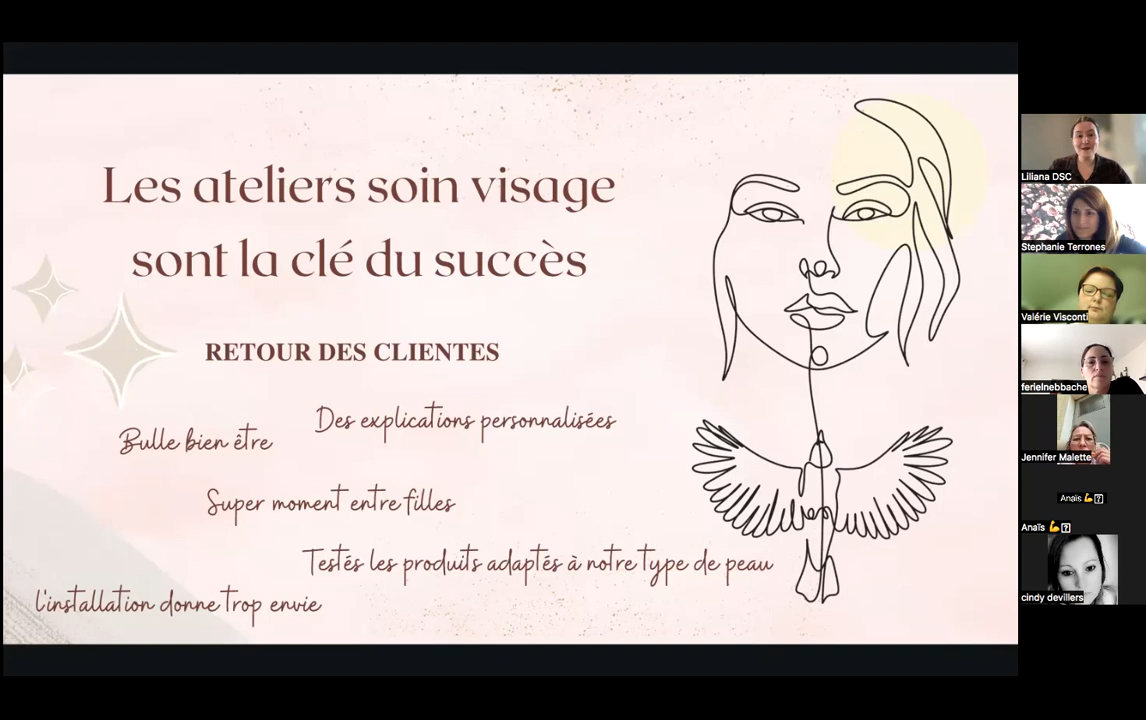 Les ateliers soin visage
sont la clé du succès
RETOUR DES CLIENTES
Des explications personnalisées
Bulle bien être
Super moment entre filles
Testés les produits adaptés à notre type de peau
l'installation donne trop envie
Liliana DSC
Stephanie Terrones
Valérie Visconti
ferielnebbache
Jennifer Malette
Anaïs 💪
Anaïs 💪
cindy devillers